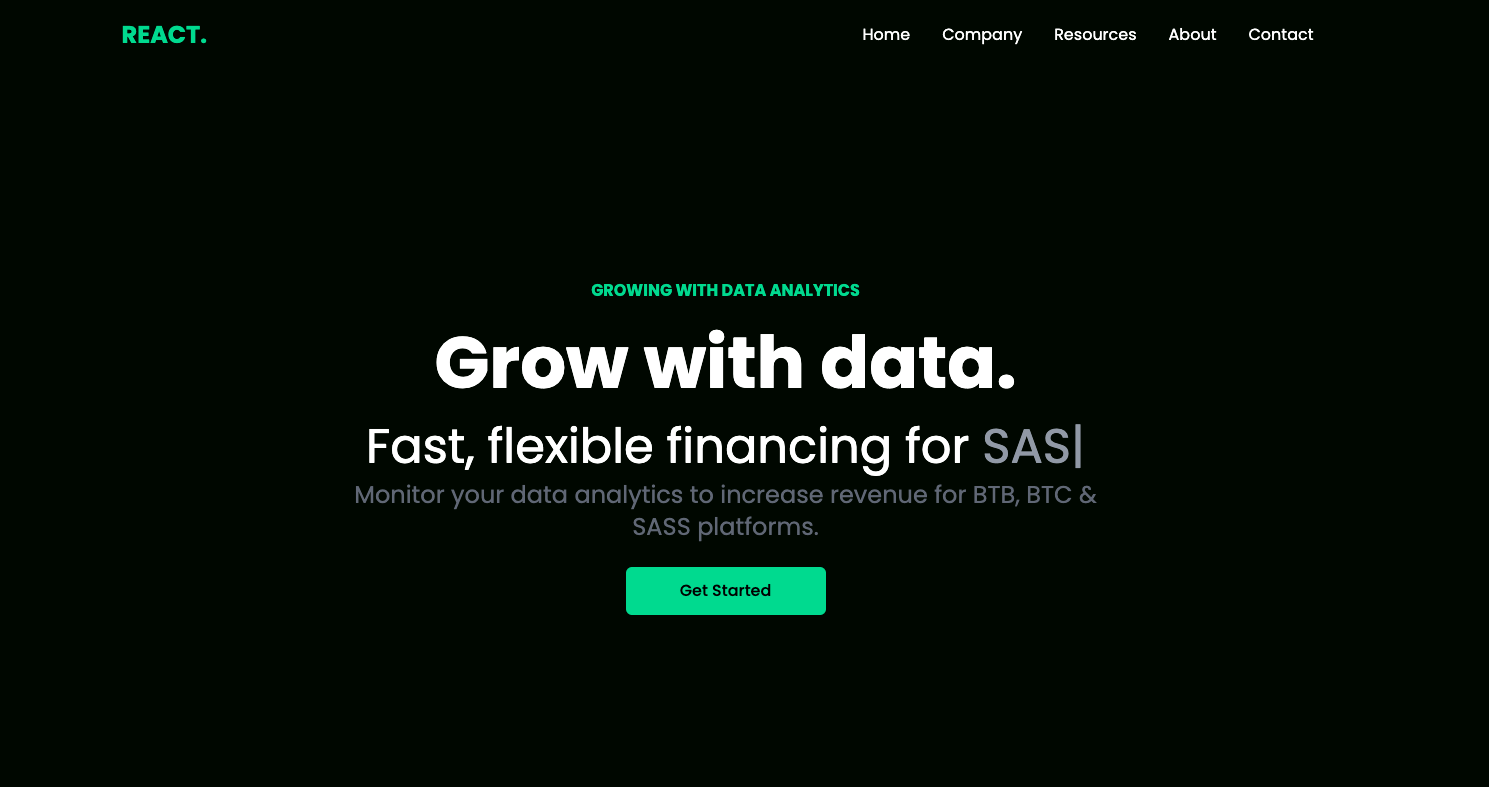 REACT.
Home Company Resources About Contact
GROWING WITH DATA ANALYTICS
Grow with data.
Fast, flexible financing for SAS|
Monitor your data analytics to increase revenue for BTB, BTC &
SASS platforms.
Get Started